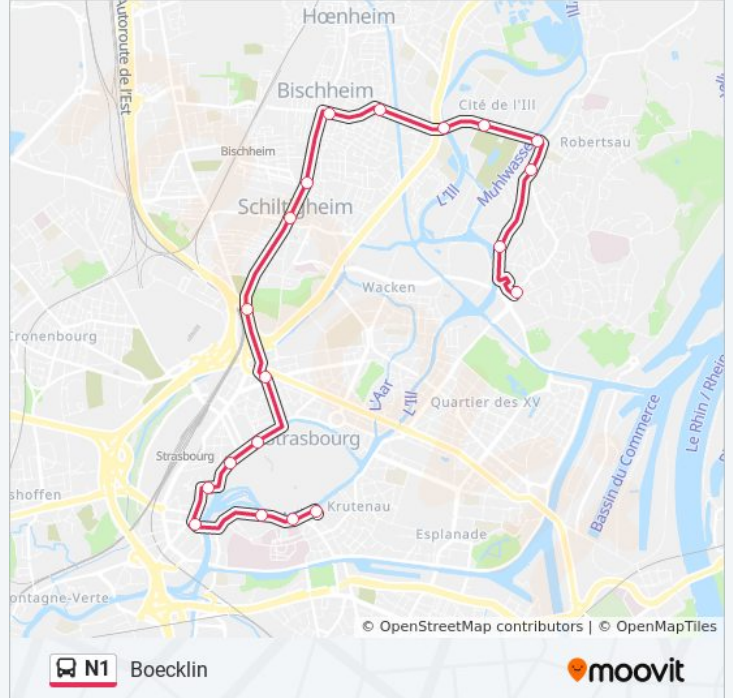 Autoroute de l'Est
Hœnheim
l'Ill
Bischheim
Cité de l'Ill
Robertsau
Bischheim
L'Ill
Muhlwasse
Schiltigheim
Wacken
Cronenbourg
L'Aar
L'Ill
Quartier des XV
Le Rhin / Rhein
Bassin du Commerce
Strasbourg
Strasbourg
shoffen
Krutenau
Esplanade
ontagne-Verte
© OpenStreetMap contributors | © OpenMapTiles
N1 Boecklin
moovit